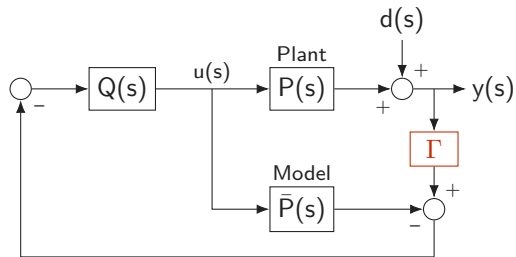 d(s)
Plant
+
u(s)
Q(s)
P(s)
y(s)
−
+
Γ
Model
+
P̄(s)
−